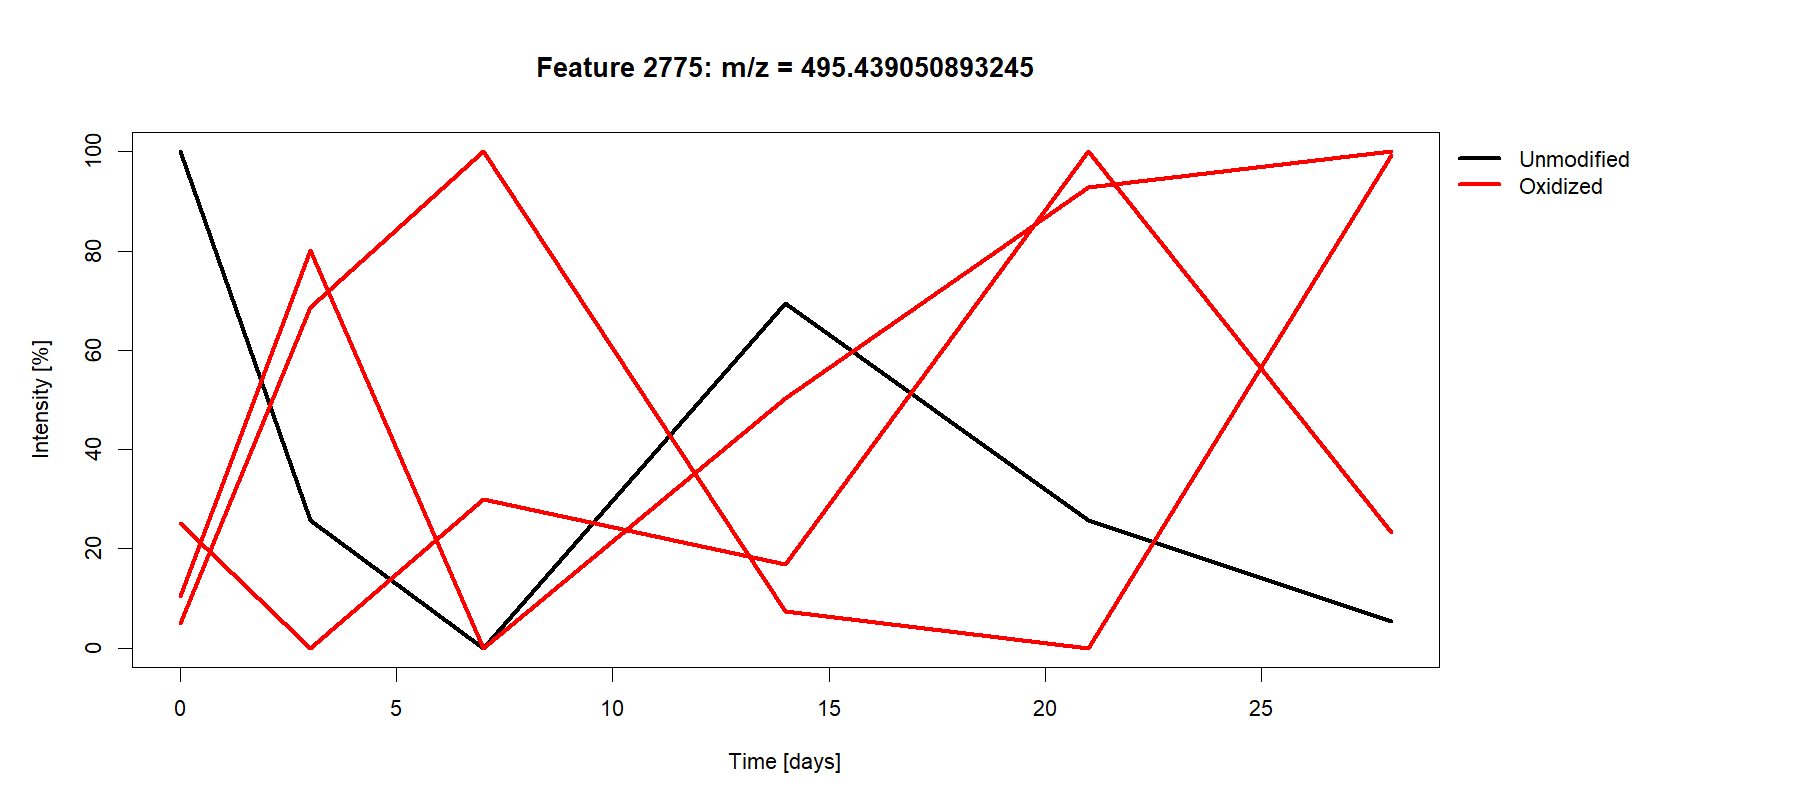 Feature 2775: m/z = 495.439050893245
Unmodified
Oxidized
Intensity [%]
100
80
60
40
20
0
0 5 10 15 20 25
Time [days]